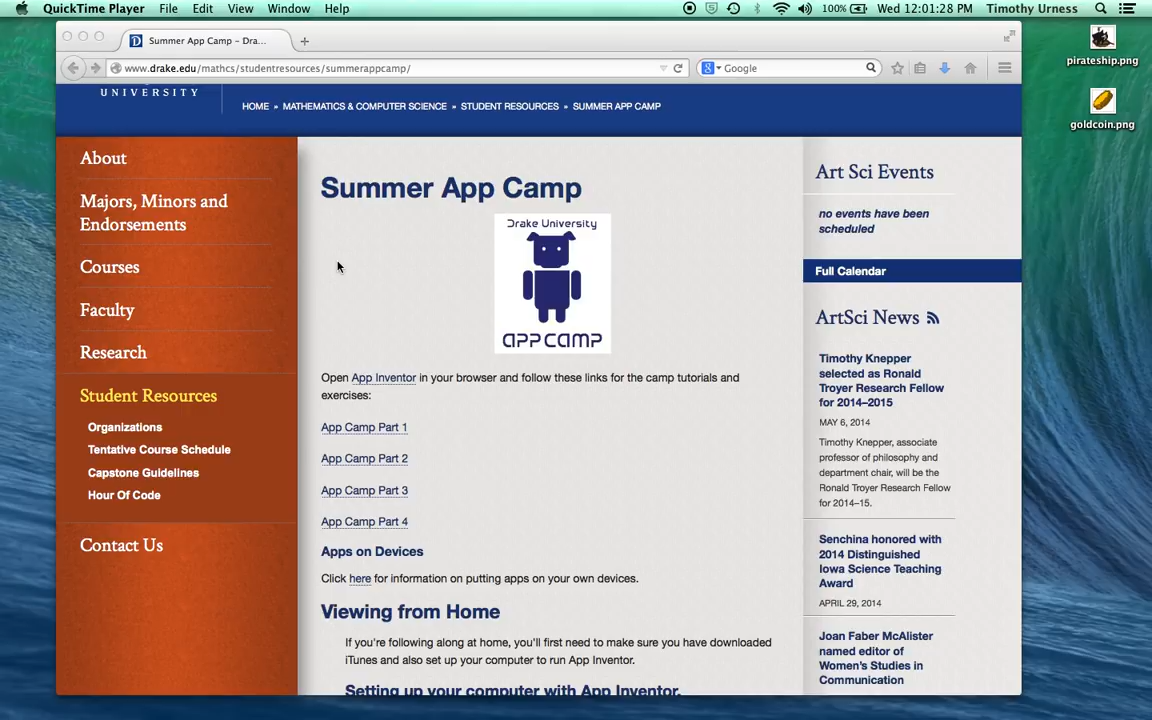 QuickTime Player File Edit View Window Help 100% Wed 12:01:28 PM Timothy Urness
Summer App Camp – Dra...
www.drake.edu/mathcs/studentresources/summerappcamp/
Google
UNIVERSITY
HOME » MATHEMATICS & COMPUTER SCIENCE » STUDENT RESOURCES » SUMMER APP CAMP
About
Majors, Minors and
Endorsements
Courses
Faculty
Research
Student Resources
Organizations
Tentative Course Schedule
Capstone Guidelines
Hour Of Code
Contact Us
Summer App Camp
Drake University
APP CAMP
Open App Inventor in your browser and follow these links for the camp tutorials and
exercises:
App Camp Part 1
App Camp Part 2
App Camp Part 3
App Camp Part 4
Apps on Devices
Click here for information on putting apps on your own devices.
Viewing from Home
If you're following along at home, you'll first need to make sure you have downloaded
iTunes and also set up your computer to run App Inventor.
Setting up your computer with App Inventor.
Art Sci Events
no events have been
scheduled
Full Calendar
ArtSci News
Timothy Knepper
selected as Ronald
Troyer Research Fellow
for 2014–2015
MAY 6, 2014
Timothy Knepper, associate
professor of philosophy and
department chair, will be the
Ronald Troyer Research Fellow
for 2014–15.
Senchina honored with
2014 Distinguished
Iowa Science Teaching
Award
APRIL 29, 2014
Joan Faber McAlister
named editor of
Women's Studies in
Communication
pirateship.png
goldcoin.png